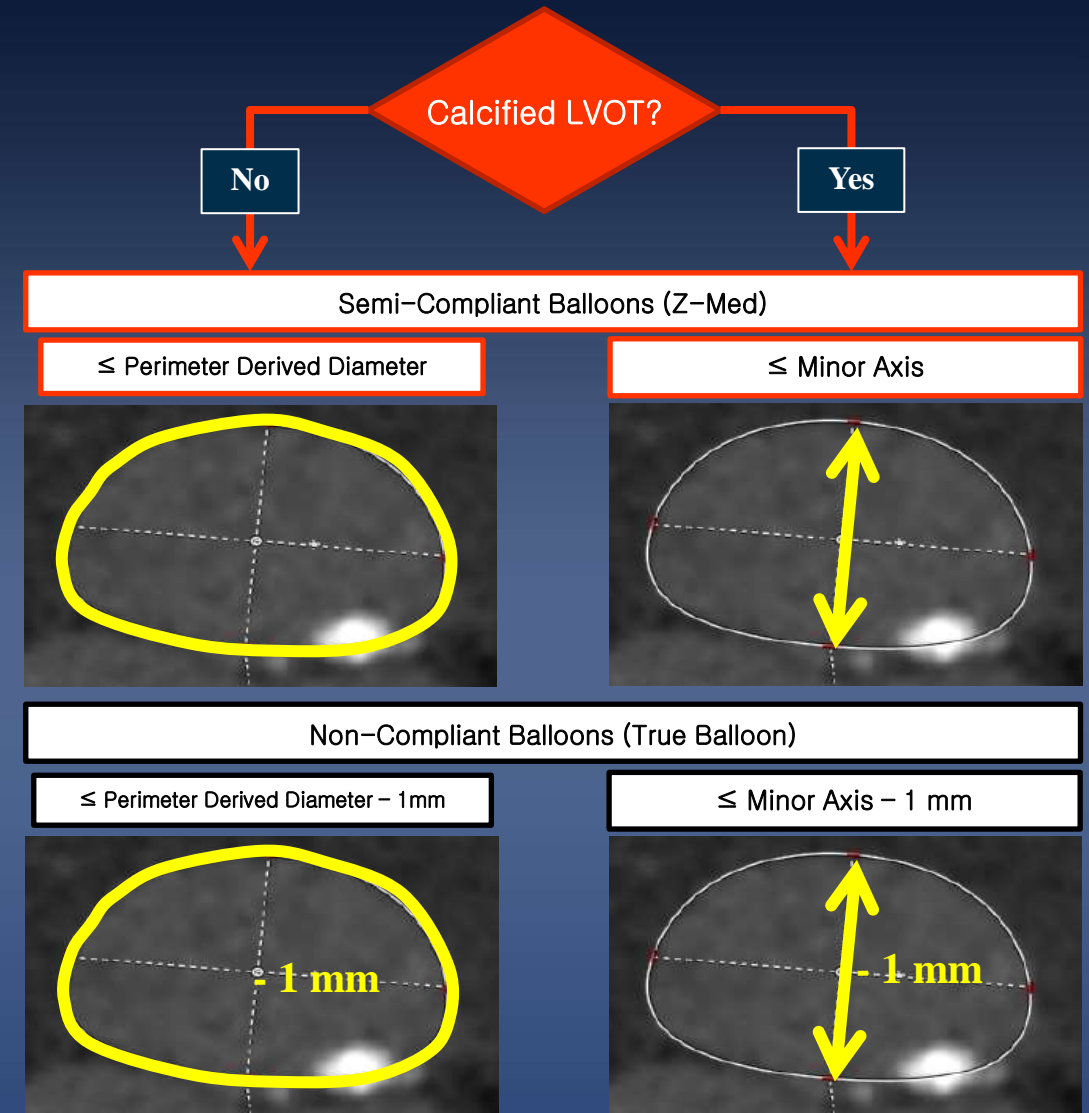 Calcified LVOT?
No
Yes
Semi-Compliant Balloons (Z-Med)
≤ Perimeter Derived Diameter
≤ Minor Axis
Non-Compliant Balloons (True Balloon)
≤ Perimeter Derived Diameter – 1mm
≤ Minor Axis – 1 mm
- 1 mm
- 1 mm